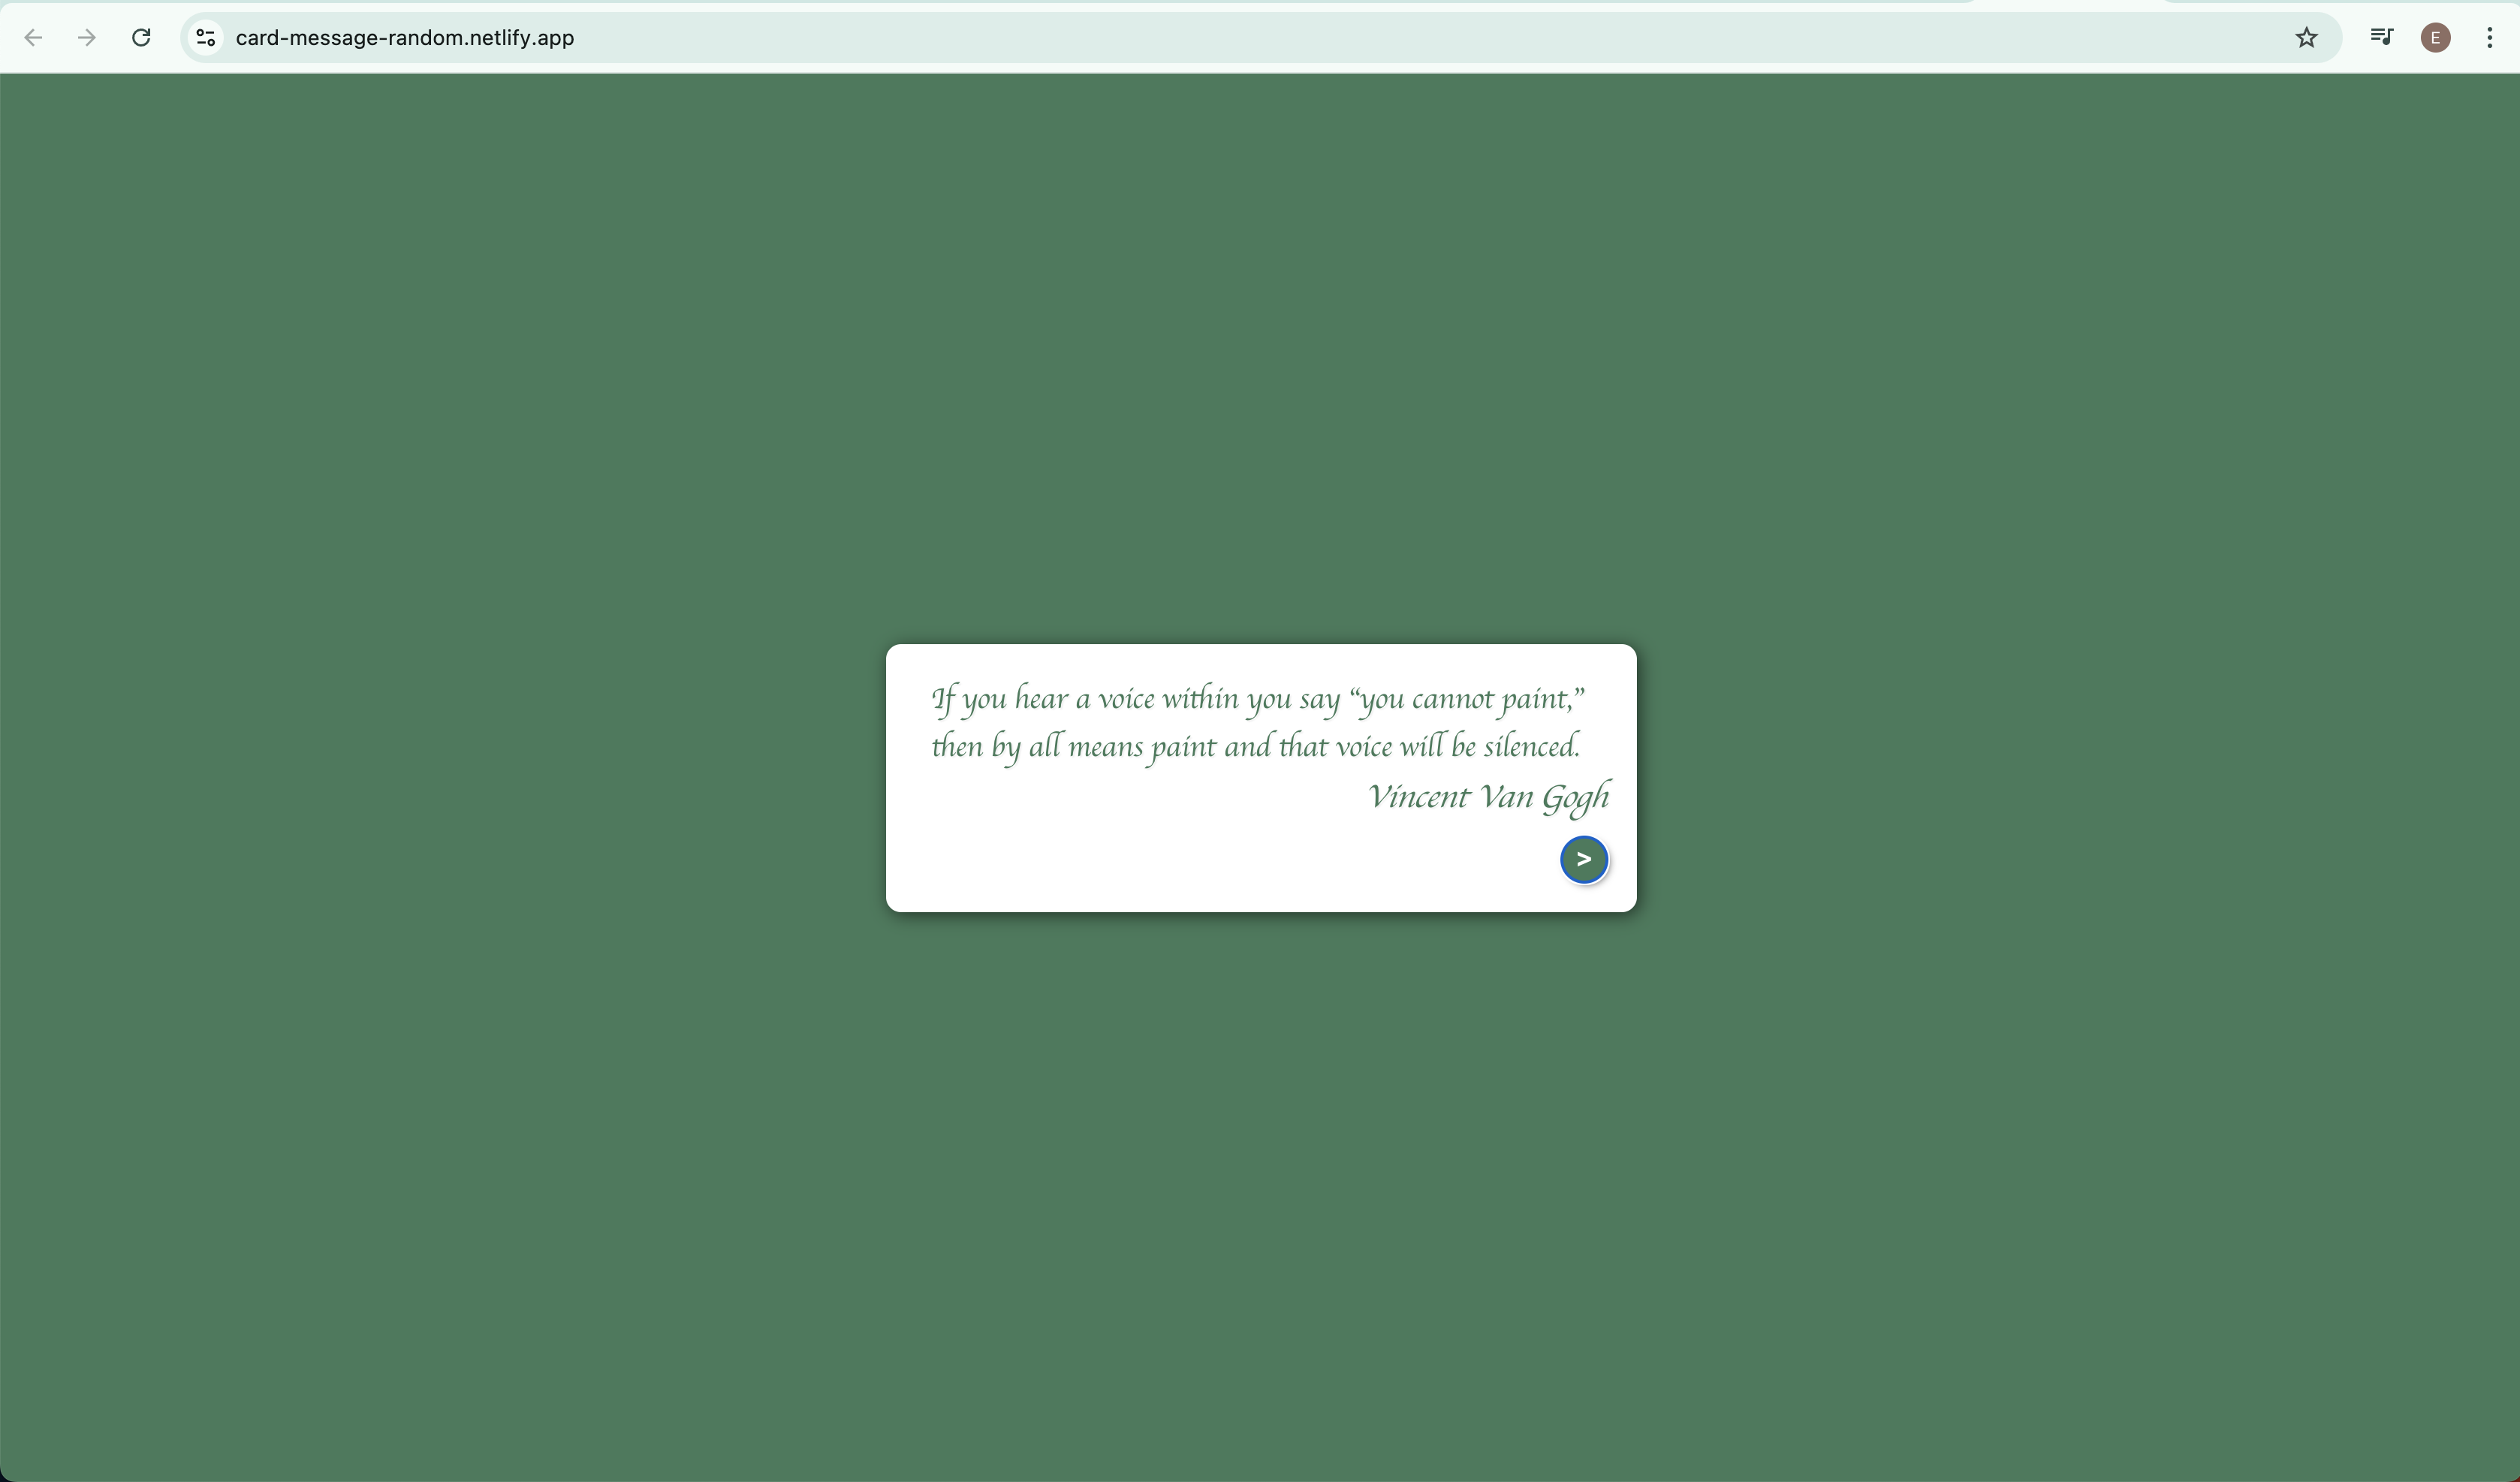 card-message-random.netlify.app
E
If you hear a voice within you say “you cannot paint,”
then by all means paint and that voice will be silenced.
Vincent Van Gogh
>